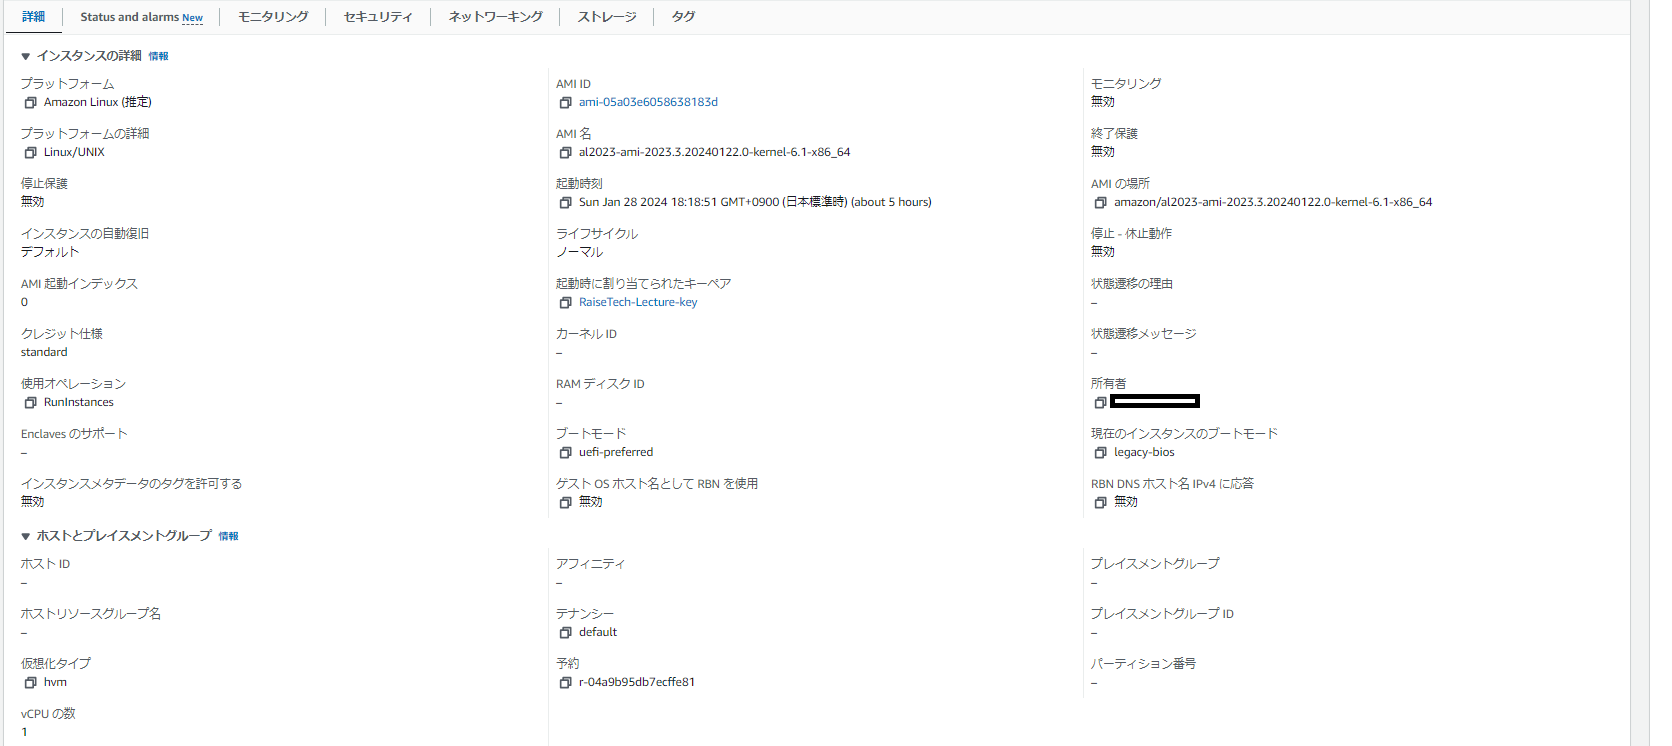 詳細 Status and alarms New モニタリング セキュリティ ネットワーキング ストレージ タグ
▼ インスタンスの詳細 情報
プラットフォーム
Amazon Linux (推定)
AMI ID
ami-05a03e6058638183d
モニタリング
無効
プラットフォームの詳細
Linux/UNIX
AMI 名
al2023-ami-2023.3.20240122.0-kernel-6.1-x86_64
終了保護
無効
停止保護
無効
起動時刻
Sun Jan 28 2024 18:18:51 GMT+0900 (日本標準時) (about 5 hours)
AMI の場所
amazon/al2023-ami-2023.3.20240122.0-kernel-6.1-x86_64
インスタンスの自動復旧
デフォルト
ライフサイクル
ノーマル
停止 - 休止動作
無効
AMI 起動インデックス
0
起動時に割り当てられたキーペア
RaiseTech-Lecture-key
状態遷移の理由
–
クレジット仕様
standard
カーネル ID
–
状態遷移メッセージ
–
使用オペレーション
RunInstances
RAM ディスク ID
–
所有者
Enclaves のサポート
–
ブートモード
uefi-preferred
現在のインスタンスのブートモード
legacy-bios
インスタンスメタデータのタグを許可する
無効
ゲスト OS ホスト名として RBN を使用
無効
RBN DNS ホスト名 IPv4 に応答
無効
▼ ホストとプレイスメントグループ 情報
ホスト ID
–
アフィニティ
–
プレイスメントグループ
–
ホストリソースグループ名
–
テナンシー
default
プレイスメントグループ ID
–
仮想化タイプ
hvm
予約
r-04a9b95db7ecffe81
パーティション番号
–
vCPU の数
1